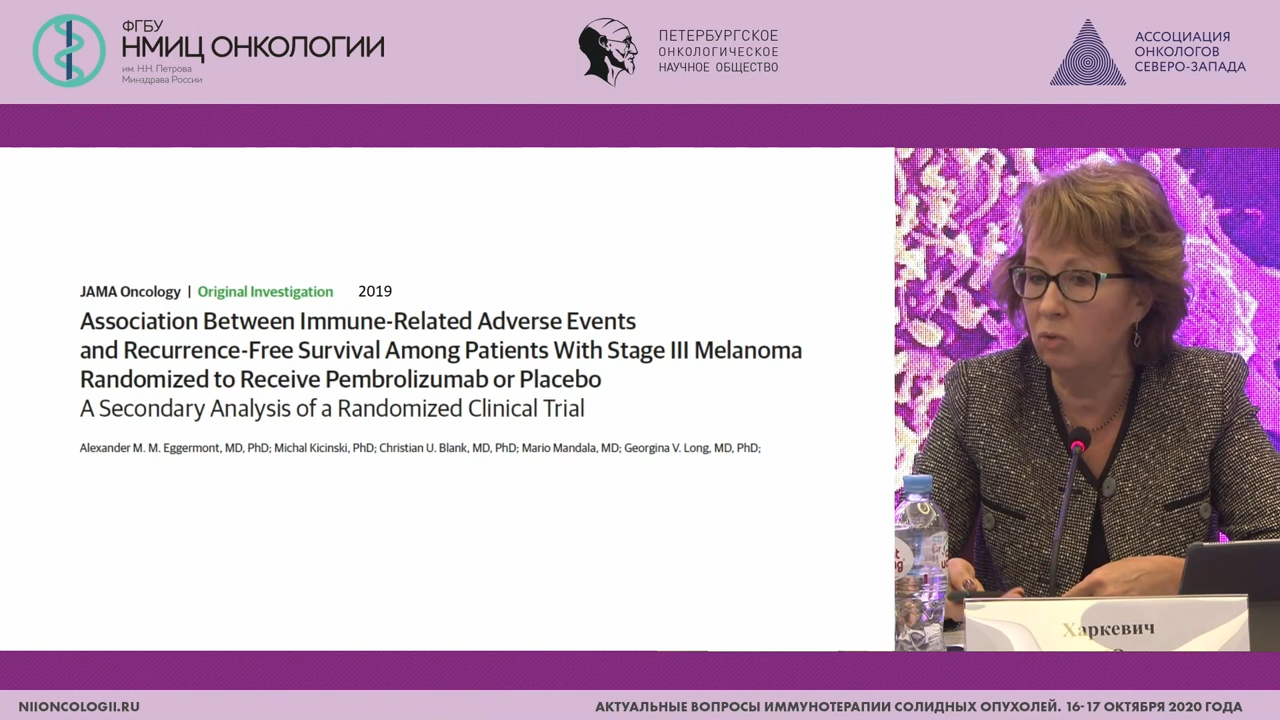 ФГБУ
НМИЦ ОНКОЛОГИИ
им. Н.Н. Петрова
Минздрава России
ПЕТЕРБУРГСКОЕ
ОНКОЛОГИЧЕСКОЕ
НАУЧНОЕ ОБЩЕСТВО
АССОЦИАЦИЯ
ОНКОЛОГОВ
СЕВЕРО-ЗАПАДА
JAMA Oncology | Original Investigation 2019
Association Between Immune-Related Adverse Events
and Recurrence-Free Survival Among Patients With Stage III Melanoma
Randomized to Receive Pembrolizumab or Placebo
A Secondary Analysis of a Randomized Clinical Trial
Alexander M. M. Eggermont, MD, PhD; Michal Kicinski, PhD; Christian U. Blank, MD, PhD; Mario Mandala, MD; Georgina V. Long, MD, PhD;
Харкевич
NIIONCOLOGII.RU
АКТУАЛЬНЫЕ ВОПРОСЫ ИММУНОТЕРАПИИ СОЛИДНЫХ ОПУХОЛЕЙ. 16-17 ОКТЯБРЯ 2020 ГОДА